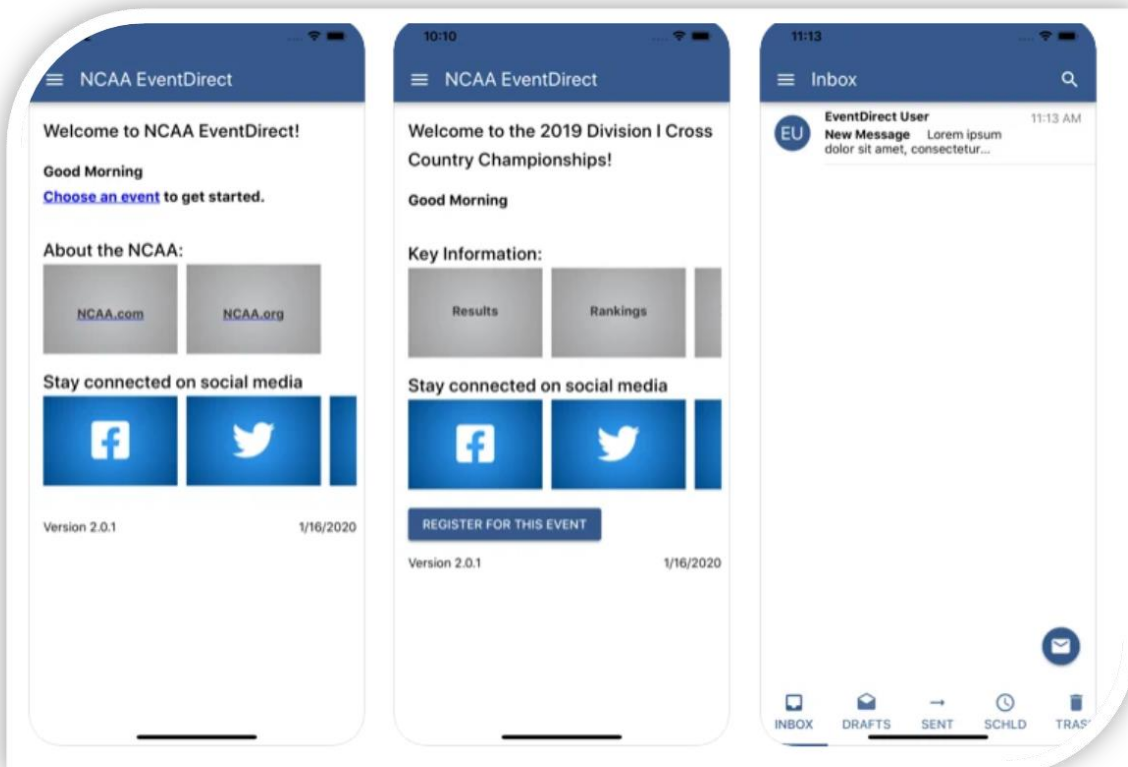 NCAA EventDirect
Welcome to NCAA EventDirect!
Good Morning
Choose an event to get started.
About the NCAA:
NCAA.com
NCAA.org
Stay connected on social media
Version 2.0.1
1/16/2020
10:10
NCAA EventDirect
Welcome to the 2019 Division I Cross
Country Championships!
Good Morning
Key Information:
Results
Rankings
Stay connected on social media
REGISTER FOR THIS EVENT
Version 2.0.1
1/16/2020
11:13
Inbox
EU
EventDirect User
11:13 AM
New Message Lorem ipsum
dolor sit amet, consectetur...
INBOX
DRAFTS
SENT
SCHLD